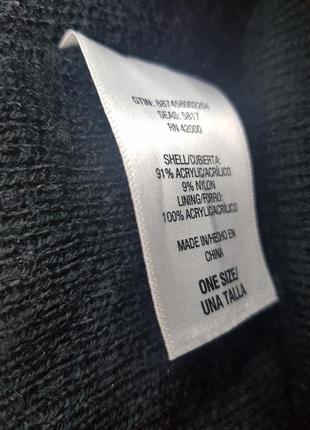 GTIN: 887458002264
SEAS: S617
RN 42000
SHELL/CUBIERTA:
91% ACRYLIC/ACRÍLICO
9% NYLON
LINING/FORRO:
100% ACRYLIC/ACRÍLICO
MADE IN/HECHO EN
CHINA
ONE SIZE/
UNA TALLA